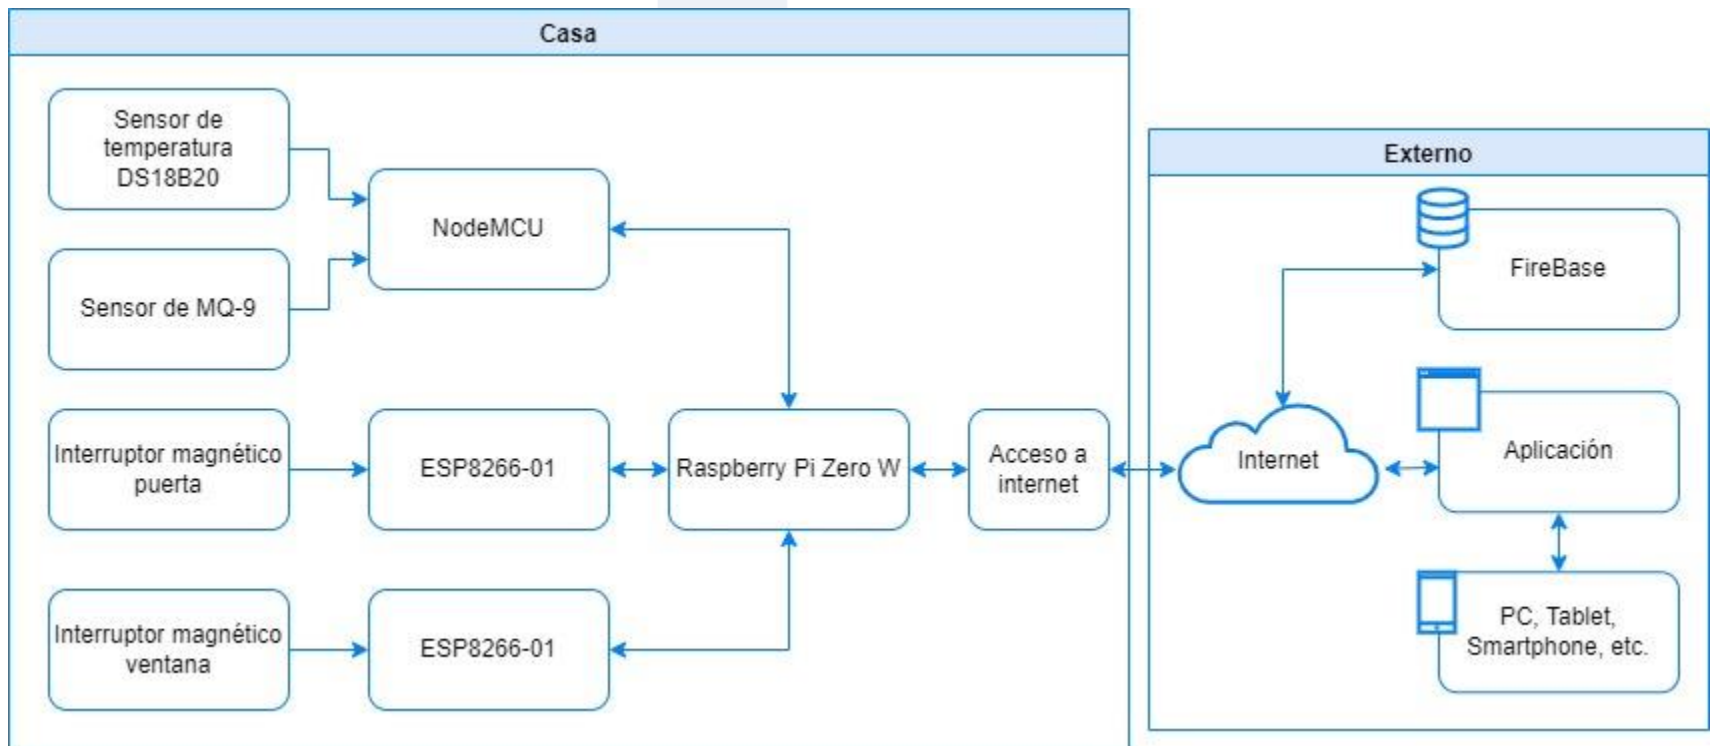 Casa
Sensor de
temperatura
DS18B20
NodeMCU
Sensor de MQ-9
Interruptor magnético
puerta
ESP8266-01
Raspberry Pi Zero W
Acceso a
internet
Interruptor magnético
ventana
ESP8266-01
Externo
FireBase
Internet
Aplicación
PC, Tablet,
Smartphone, etc.